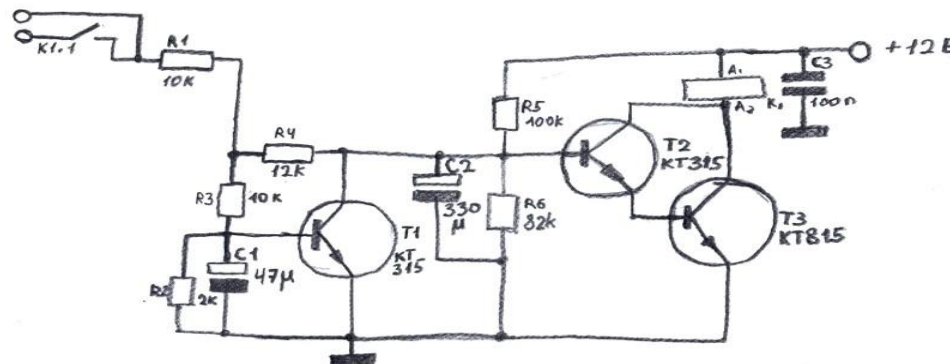 K1.1
R1
10K
R4
12K
R3
10K
R2
2K
C1
47μ
T1
KT
315
C2
330
μ
R5
100K
R6
82K
T2
KT315
T3
KT815
A1
A2
K1
C3
100n
+12В